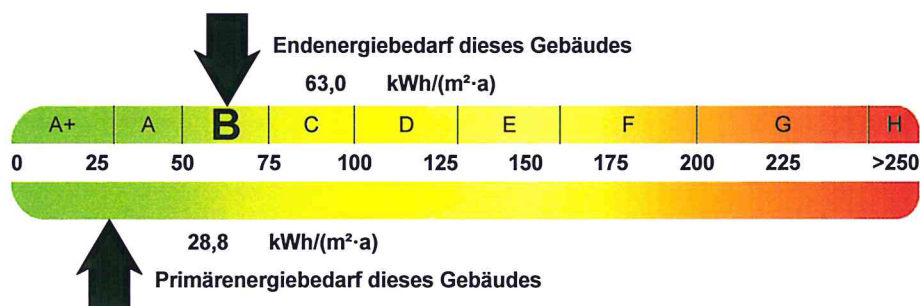 Endenergiebedarf dieses Gebäudes
63,0 kWh/(m²·a)
A+ A B C D E F G H
0 25 50 75 100 125 150 175 200 225 >250
28,8 kWh/(m²·a)
Primärenergiebedarf dieses Gebäudes